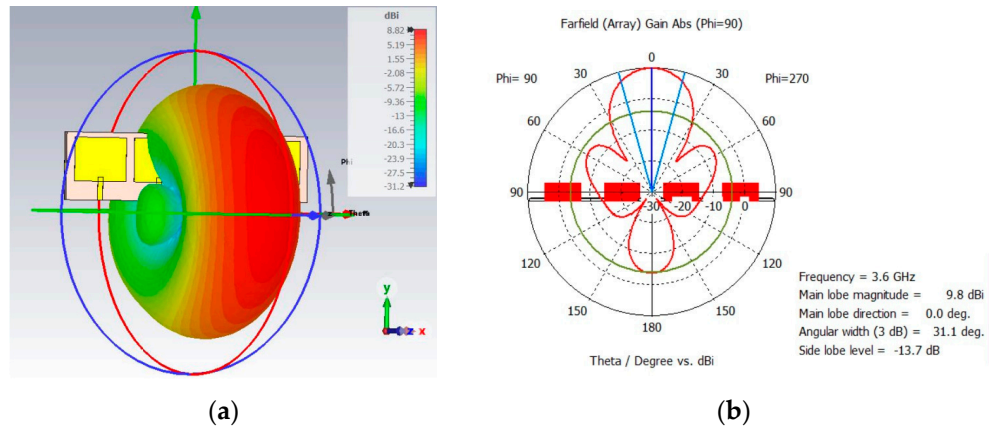 dBi
8.82
5.19
1.55
-2.08
-5.72
-9.36
-13
-16.6
-20.3
-23.9
-27.5
-31.2
Phi
Theta
y
z
x
(a)
Farfield (Array) Gain Abs (Phi=90)
0
Phi= 90
30
30
Phi=270
60
60
90
-30
-20
-10
0
90
120
120
150
150
180
Theta / Degree vs. dBi
Frequency = 3.6 GHz
Main lobe magnitude = 9.8 dBi
Main lobe direction = 0.0 deg.
Angular width (3 dB) = 31.1 deg.
Side lobe level = -13.7 dB
(b)